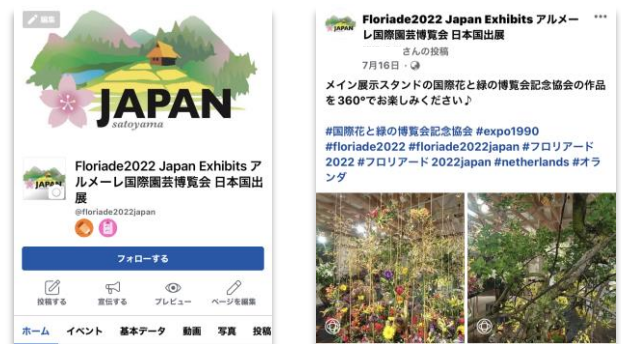 編集
JAPAN
satoyama
JAPAN
Floriade2022 Japan Exhibits ア
ルメーレ国際園芸博覧会 日本国出
展
@floriade2022japan
フォローする
投稿する
宣伝する
プレビュー
ページを編集
ホーム
イベント
基本データ
動画
写真
投稿
JAPAN
Floriade2022 Japan Exhibits アルメー
レ国際園芸博覧会 日本国出展
さんの投稿
7月16日
メイン展示スタンドの国際花と緑の博覧会記念協会の作品
を360°でお楽しみください♪
#国際花と緑の博覧会記念協会 #expo1990
#floriade2022 #floriade2022japan #フロリアード
2022 #フロリアード2022japan #netherlands #オラ
ンダ